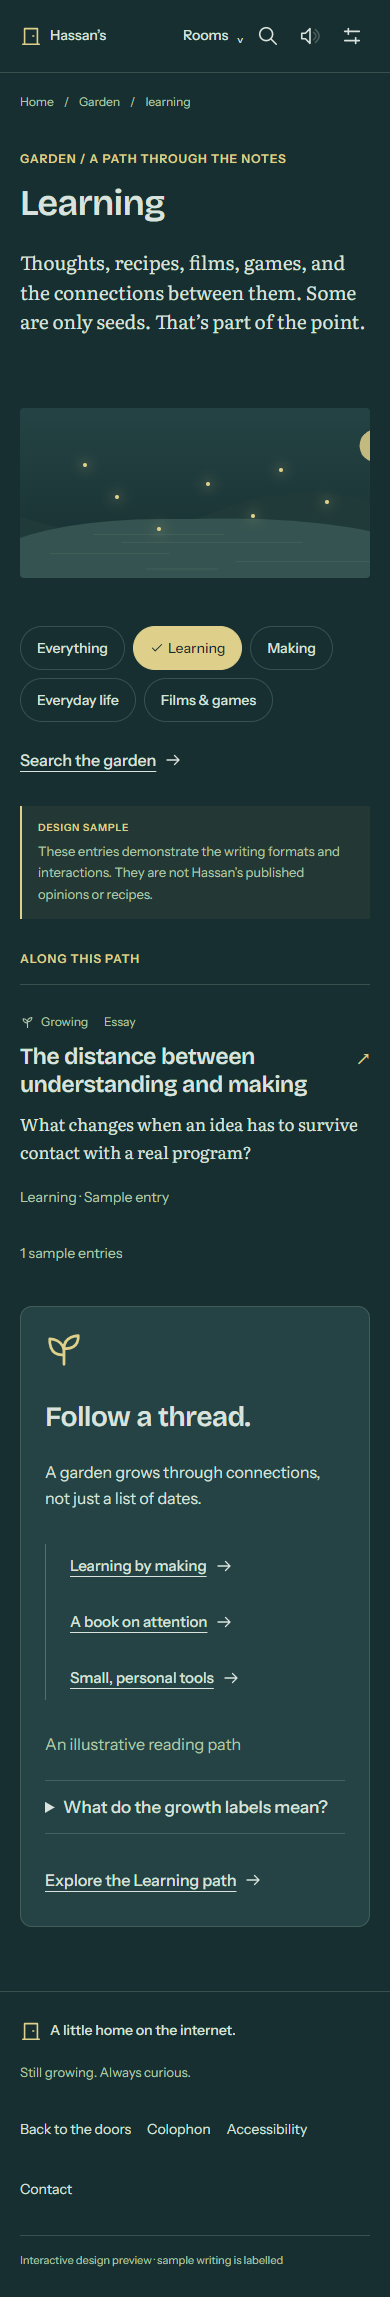 Hassan's
Rooms
Home / Garden / learning
GARDEN / A PATH THROUGH THE NOTES
Learning
Thoughts, recipes, films, games, and
the connections between them. Some
are only seeds. That's part of the point.
Everything
Learning
Making
Everyday life
Films & games
Search the garden →
DESIGN SAMPLE
These entries demonstrate the writing formats and
interactions. They are not Hassan's published
opinions or recipes.
ALONG THIS PATH
Growing Essay
The distance between ↗
understanding and making
What changes when an idea has to survive
contact with a real program?
Learning · Sample entry
1 sample entries
Follow a thread.
A garden grows through connections,
not just a list of dates.
Learning by making →
A book on attention →
Small, personal tools →
An illustrative reading path
What do the growth labels mean?
Explore the Learning path →
A little home on the internet.
Still growing. Always curious.
Back to the doors Colophon Accessibility
Contact
Interactive design preview · sample writing is labelled